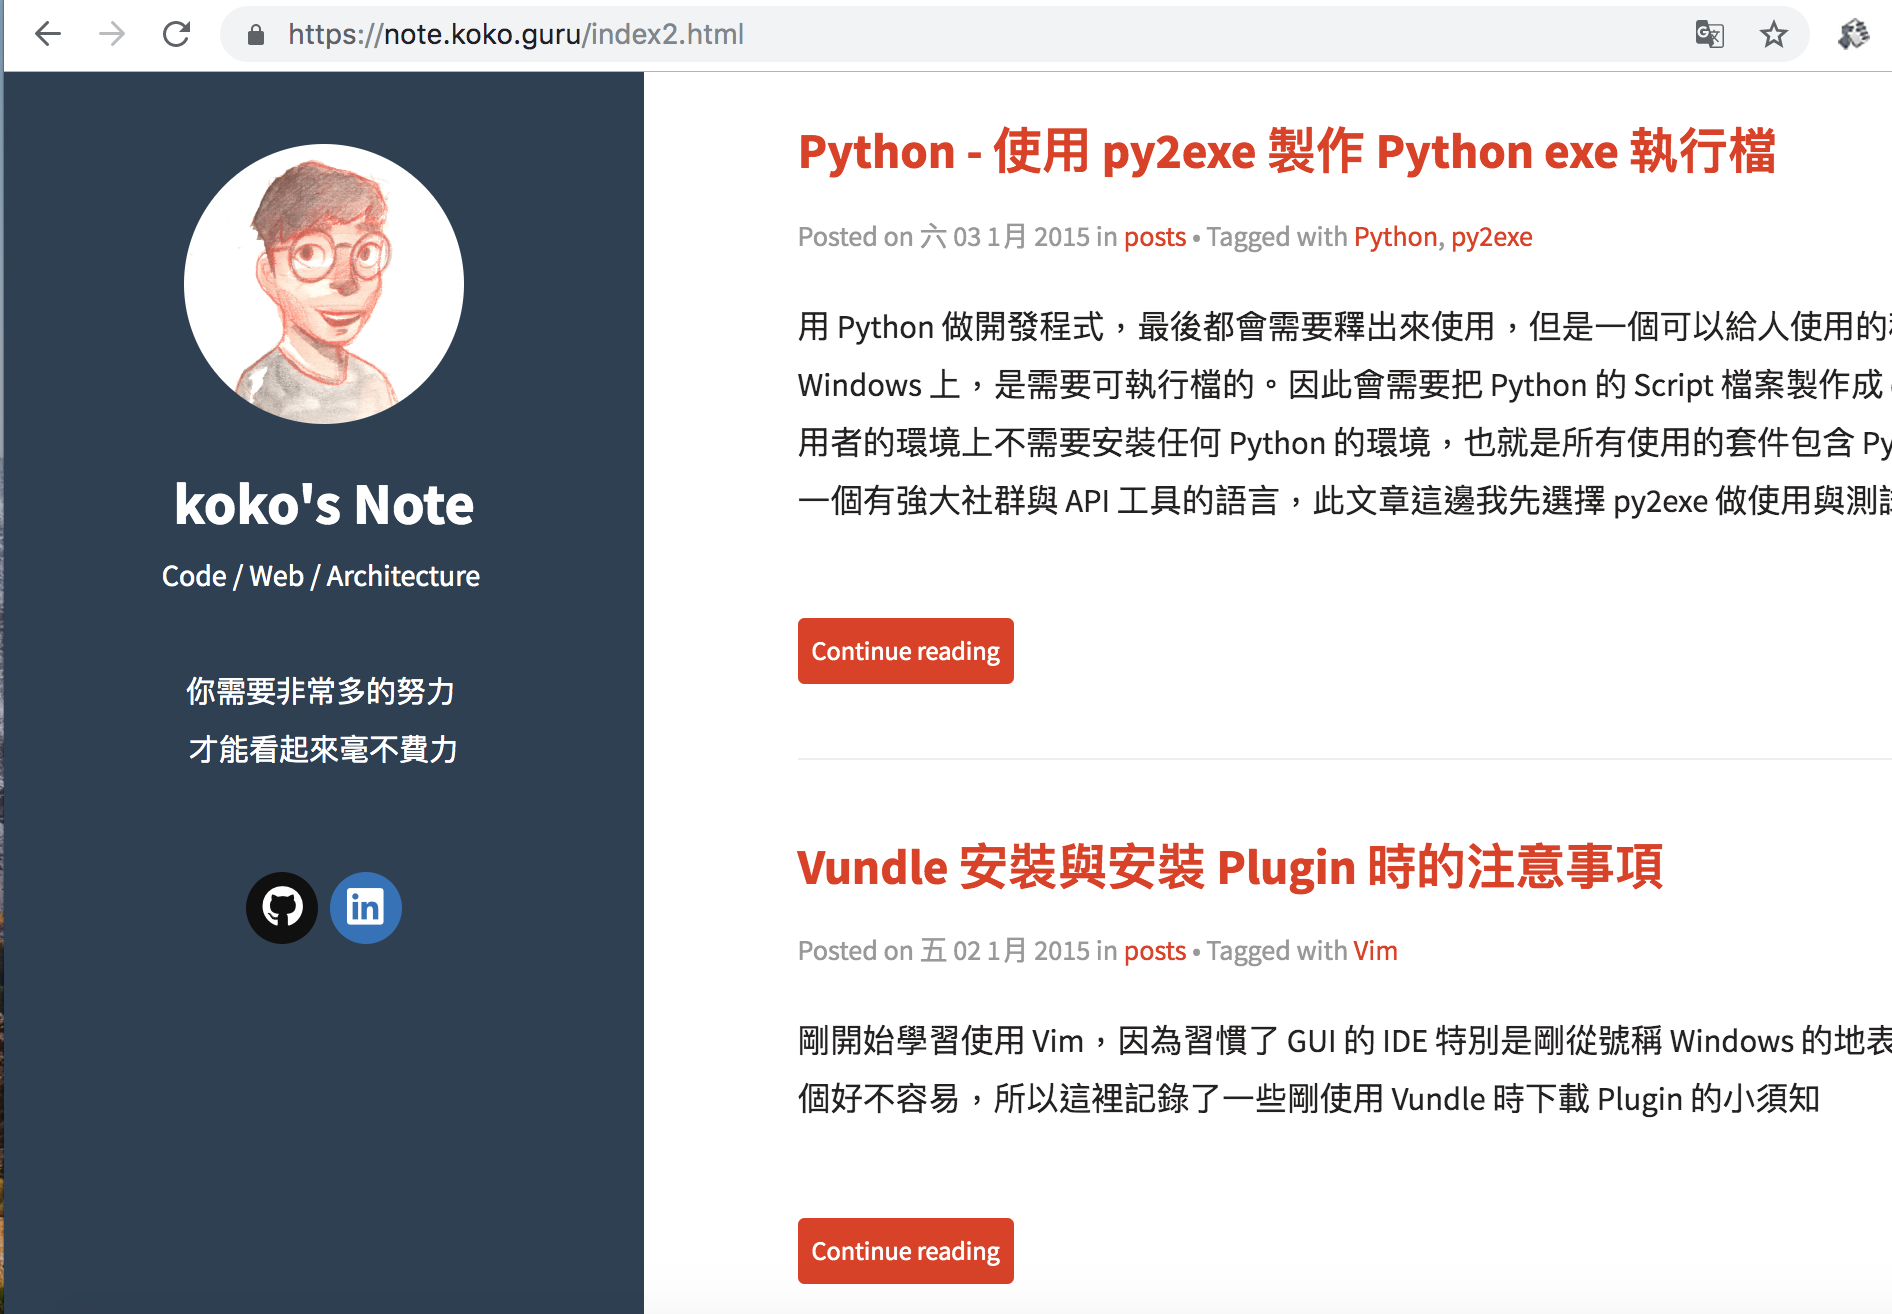 https://note.koko.guru/index2.html
koko's Note
Code / Web / Architecture
你需要非常多的努力
才能看起來毫不費力
Python - 使用 py2exe 製作 Python exe 執行檔
Posted on 六 03 1月 2015 in posts • Tagged with Python, py2exe
用 Python 做開發程式，最後都會需要釋出來使用，但是一個可以給人使用的
Windows 上，是需要可執行檔的。因此會需要把 Python 的 Script 檔案製作成
用者的環境上不需要安裝任何 Python 的環境，也就是所有使用的套件包含 Py
一個有強大社群與 API 工具的語言，此文章這邊我先選擇 py2exe 做使用與測試
Continue reading
Vundle 安裝與安裝 Plugin 時的注意事項
Posted on 五 02 1月 2015 in posts • Tagged with Vim
剛開始學習使用 Vim，因為習慣了 GUI 的 IDE 特別是剛從號稱 Windows 的地表
個好不容易，所以這裡記錄了一些剛使用 Vundle 時下載 Plugin 的小須知
Continue reading